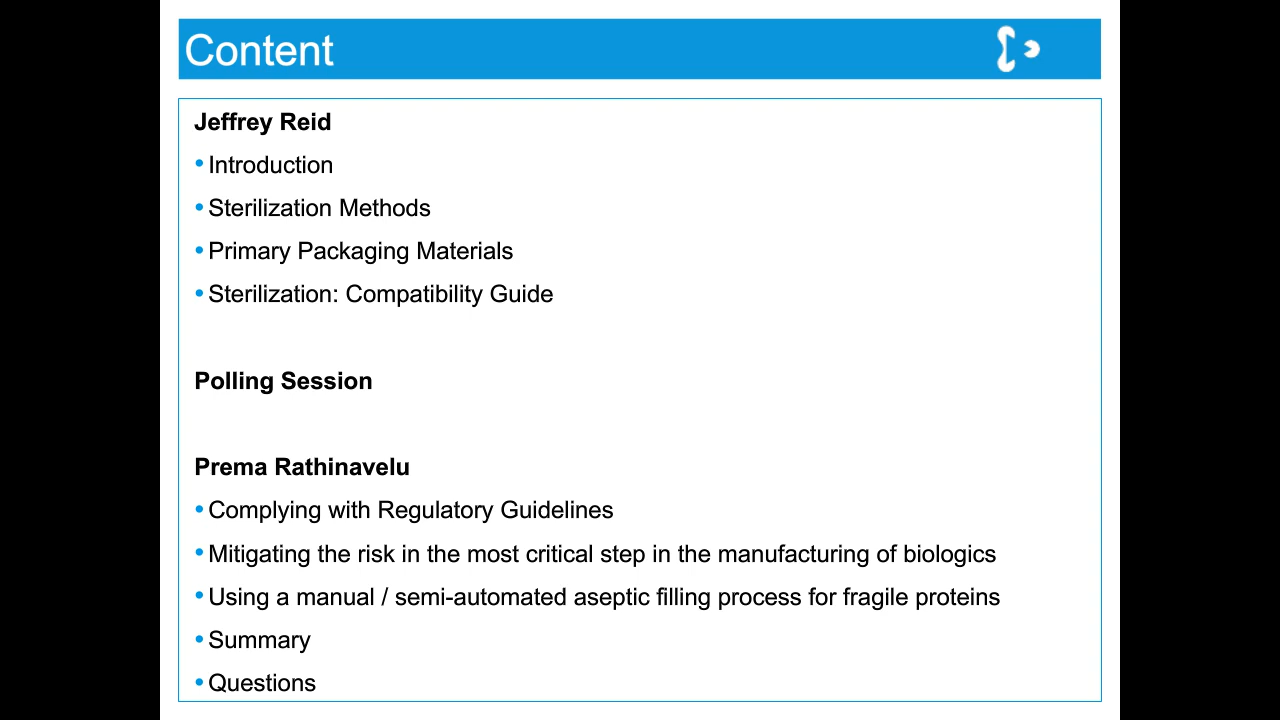 Content
Jeffrey Reid
• Introduction
• Sterilization Methods
• Primary Packaging Materials
• Sterilization: Compatibility Guide
Polling Session
Prema Rathinavelu
• Complying with Regulatory Guidelines
• Mitigating the risk in the most critical step in the manufacturing of biologics
• Using a manual / semi-automated aseptic filling process for fragile proteins
• Summary
• Questions